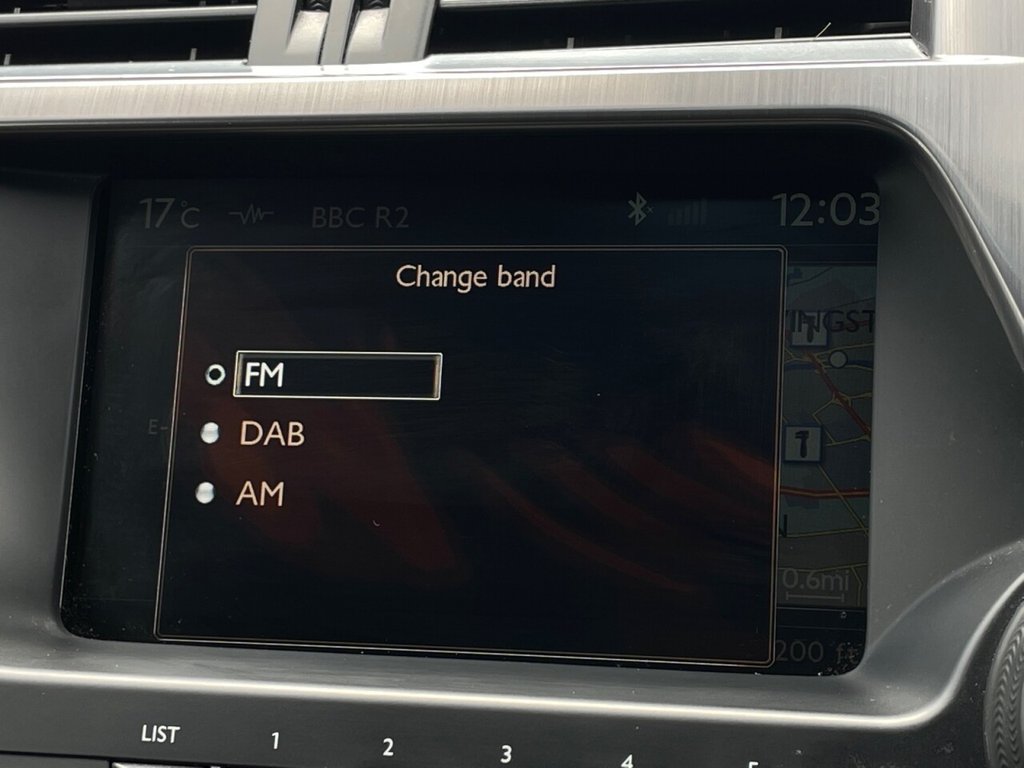 17°C BBC R2 12:03
Change band
FM
DAB
AM
0.6mi
200 ft
LIST 1 2 3 4 5